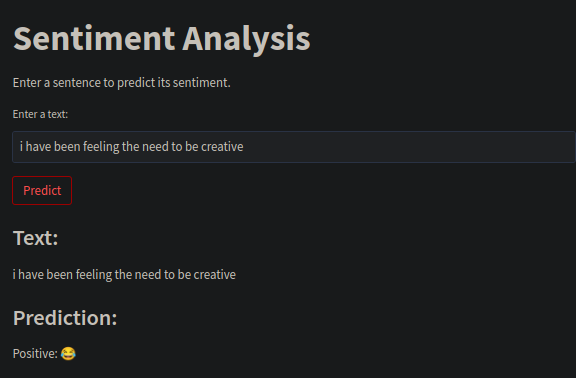 Sentiment Analysis
Enter a sentence to predict its sentiment.
Enter a text:
i have been feeling the need to be creative
Predict
Text:
i have been feeling the need to be creative
Prediction:
Positive: 😂